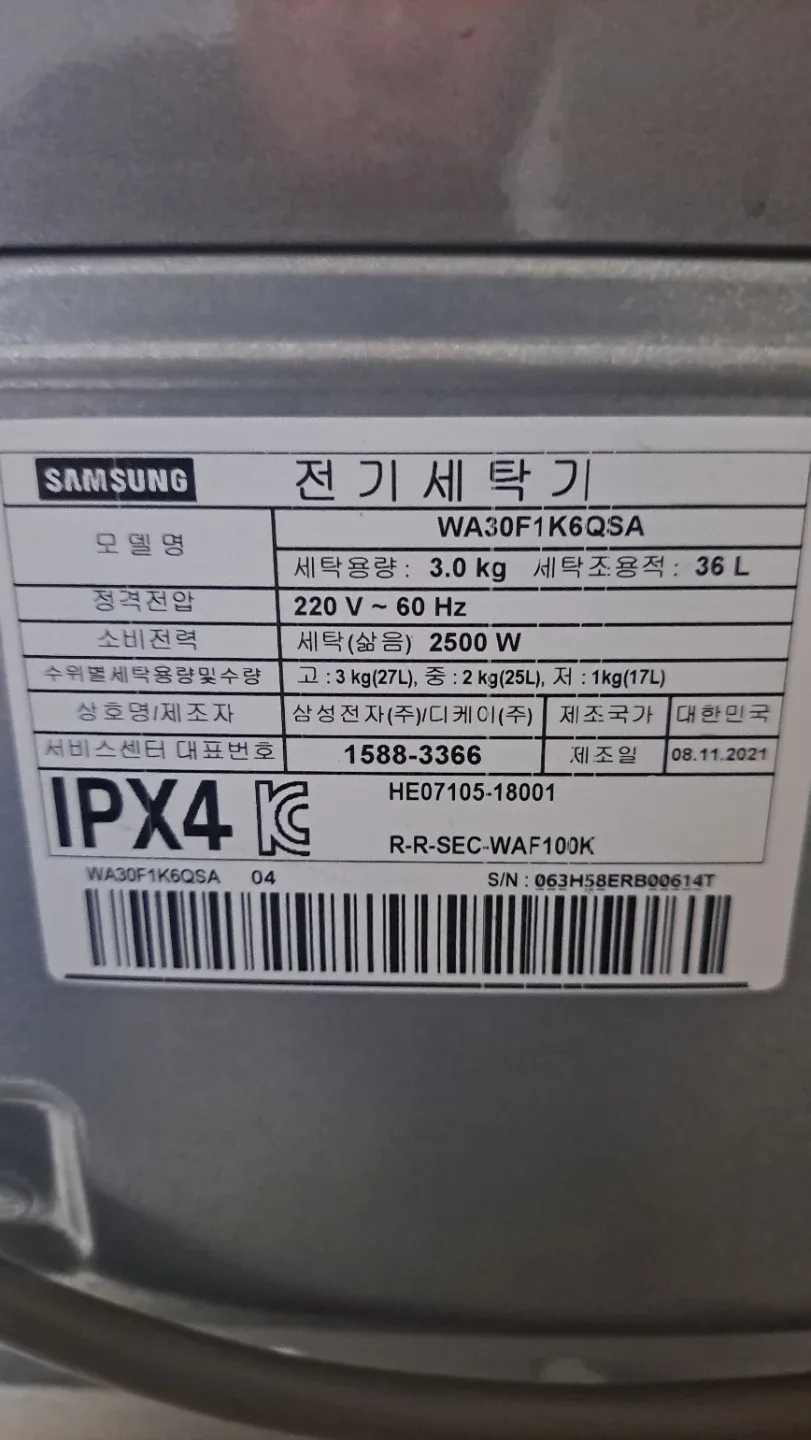 SAMSUNG 전기세탁기
모델명 WA30F1K6QSA
세탁용량 : 3.0 kg 세탁조용적 : 36 L
정격전압 220 V ~ 60 Hz
소비전력 세탁(삶음) 2500 W
수위별세탁용량및수량 고 : 3 kg(27L), 중 : 2 kg(25L), 저 : 1kg(17L)
상호명/제조자 삼성전자(주)/디케이(주) 제조국가 대한민국
서비스센터 대표번호 1588-3366 제조일 08.11.2021
IPX4 HE07105-18001
R-R-SEC-WAF100K
WA30F1K6QSA 04 S/N : 063H58ERB00614T